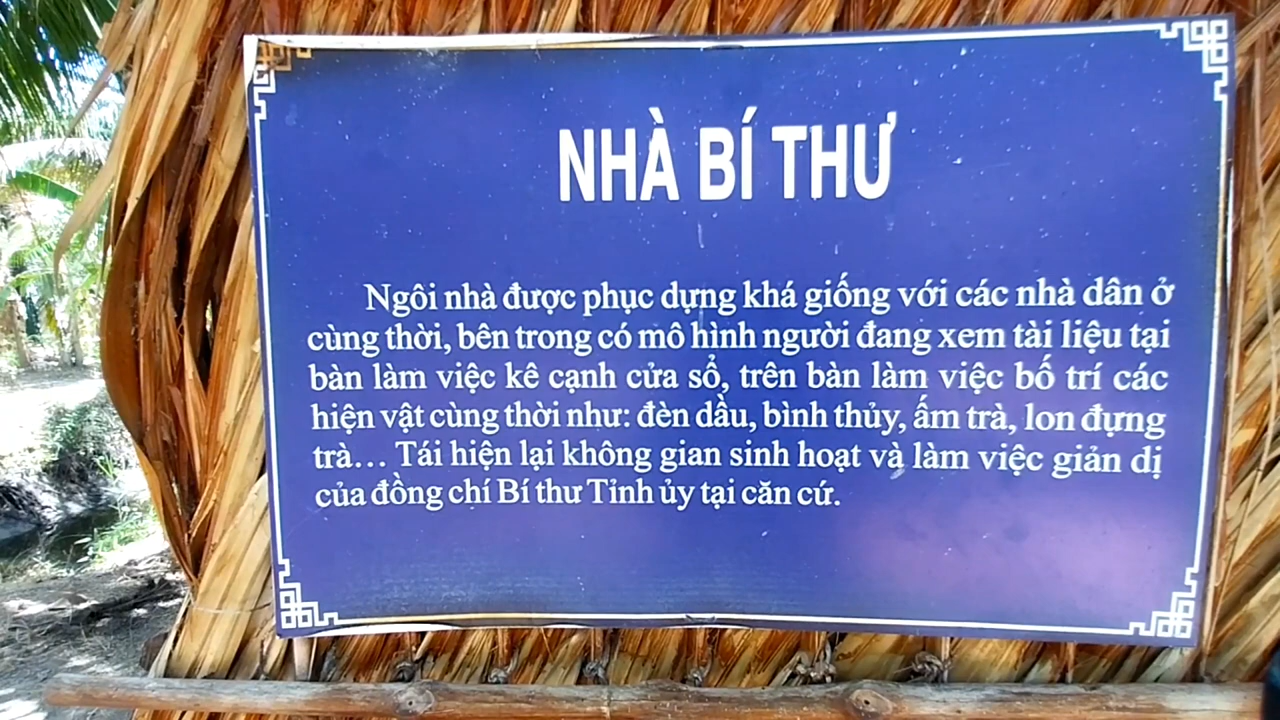 NHÀ BÍ THƯ
Ngôi nhà được phục dựng khá giống với các nhà dân ở
cùng thời, bên trong có mô hình người đang xem tài liệu tại
bàn làm việc kê cạnh cửa sổ, trên bàn làm việc bố trí các
hiện vật cùng thời như: đèn dầu, bình thủy, ấm trà, lon đựng
trà... Tái hiện lại không gian sinh hoạt và làm việc giản dị
của đồng chí Bí thư Tỉnh ủy tại căn cứ.